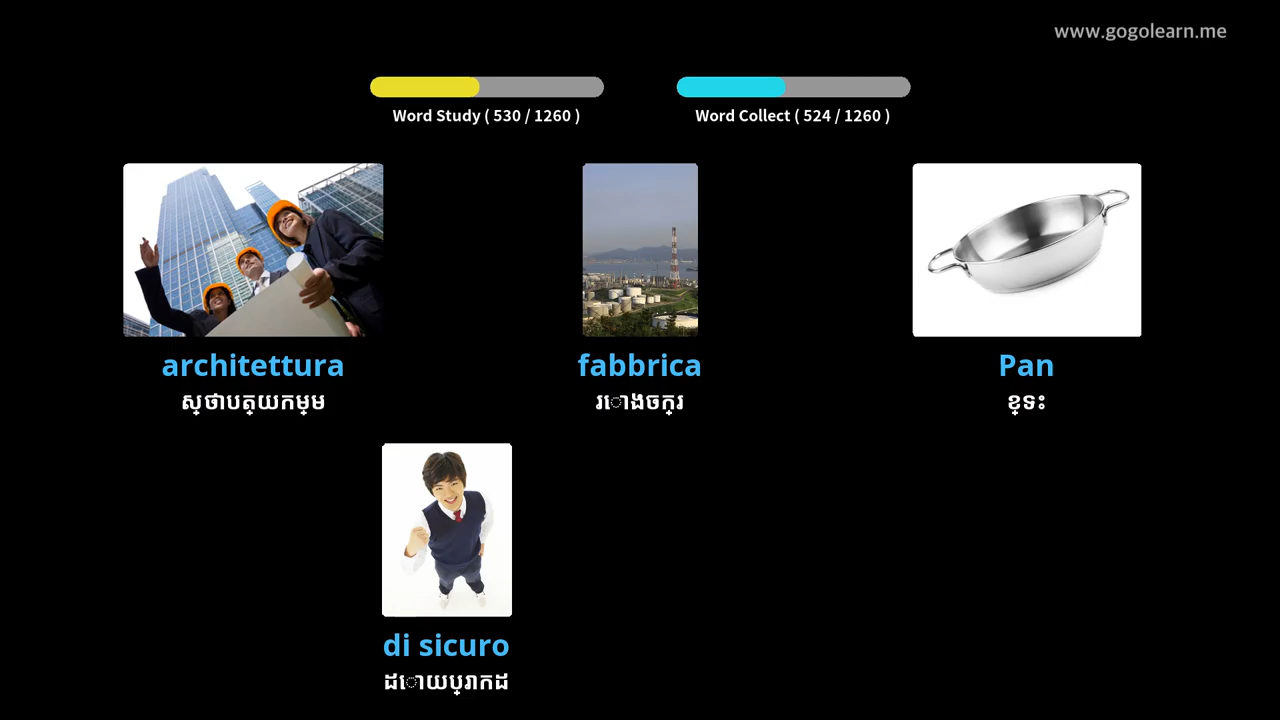 www.gogolearn.me
Word Study ( 530 / 1260 )
Word Collect ( 524 / 1260 )
architettura
ស្ថាបត្យកម្ម
fabbrica
រោងចក្រ
Pan
ខ្ទះ
di sicuro
ដោយប្រាកដ